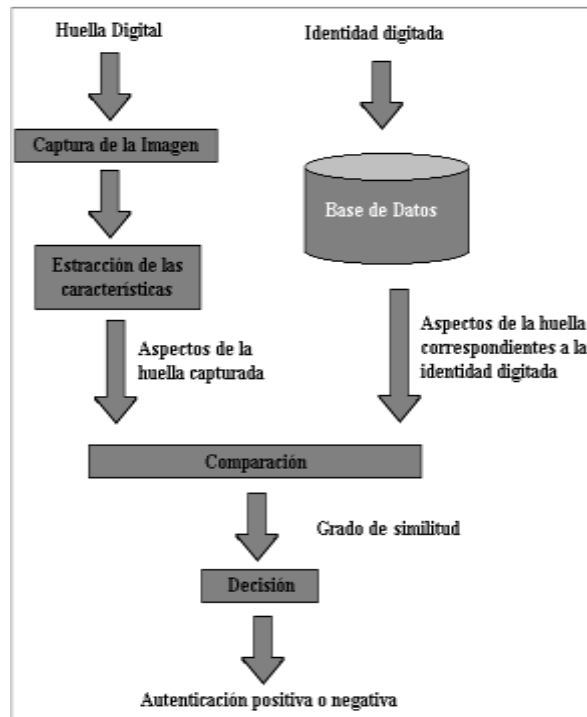 Huella Digital
Identidad digitada
Captura de la Imagen
Base de Datos
Estracción de las
características
Aspectos de la
huella capturada
Aspectos de la huella
correspondientes a la
identidad digitada
Comparación
Grado de similitud
Decisión
Autenticación positiva o negativa